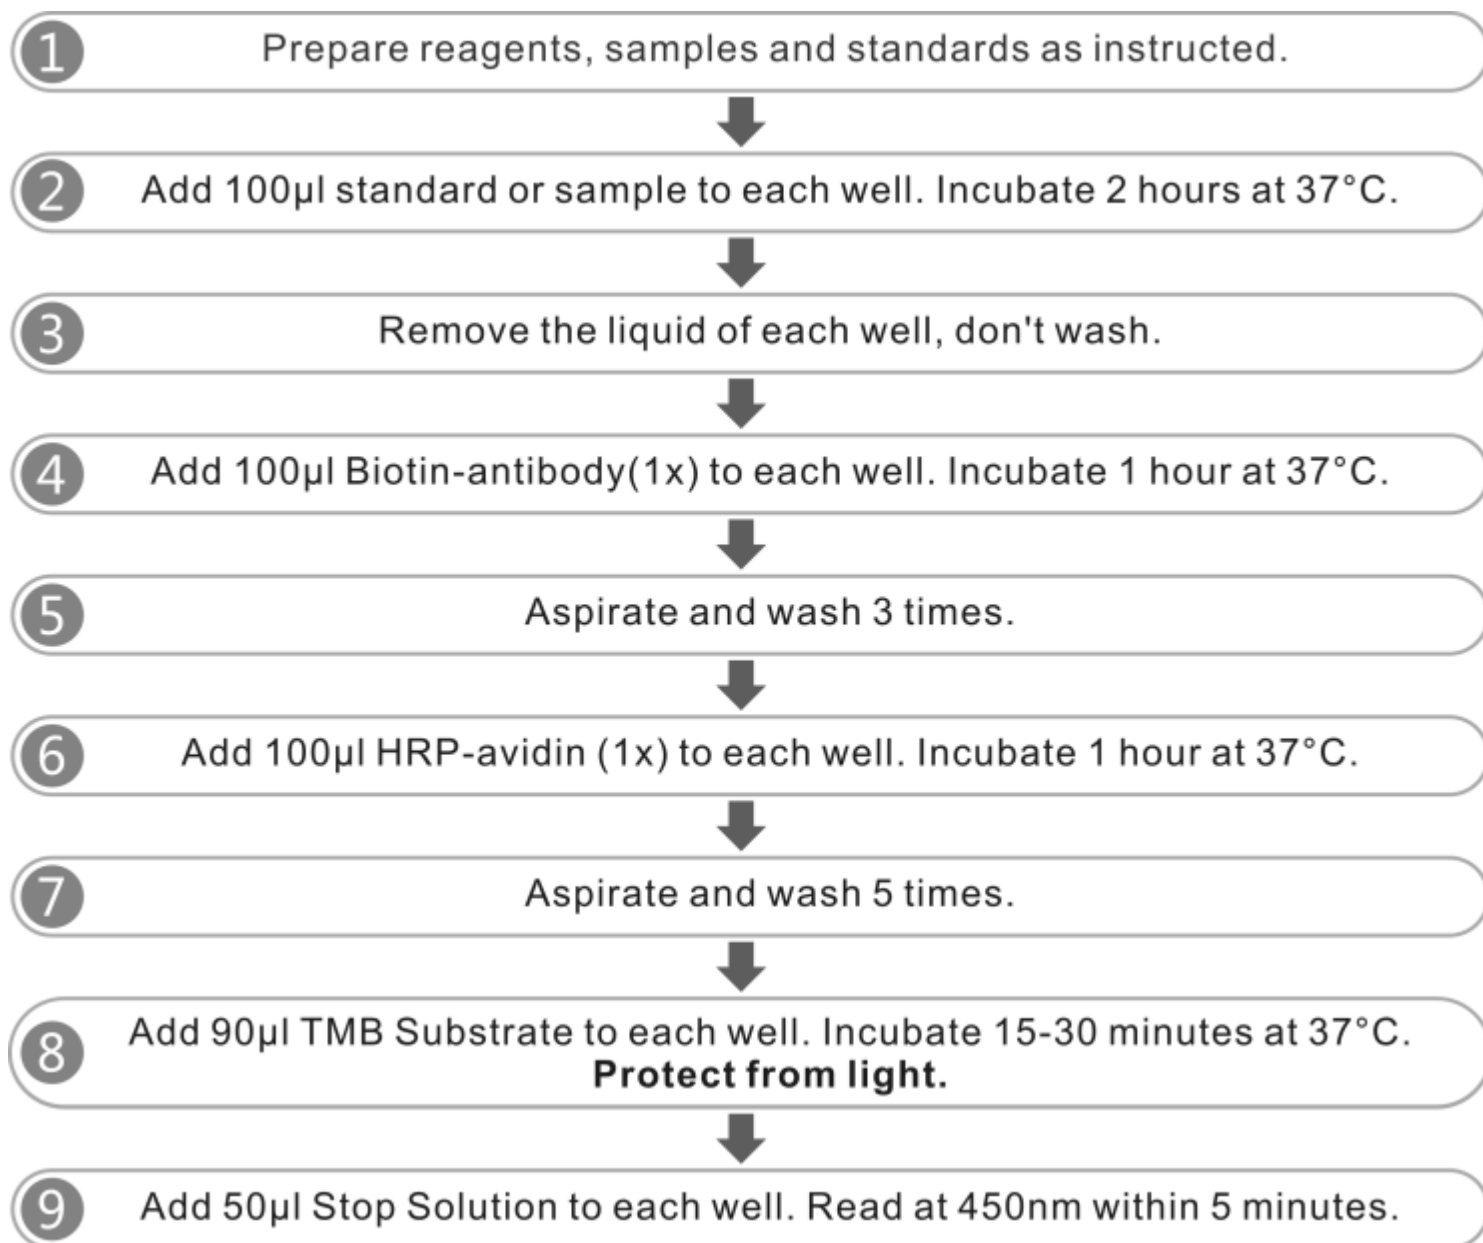 1 Prepare reagents, samples and standards as instructed.
2 Add 100µl standard or sample to each well. Incubate 2 hours at 37°C.
3 Remove the liquid of each well, don't wash.
4 Add 100µl Biotin-antibody(1x) to each well. Incubate 1 hour at 37°C.
5 Aspirate and wash 3 times.
6 Add 100µl HRP-avidin (1x) to each well. Incubate 1 hour at 37°C.
7 Aspirate and wash 5 times.
8 Add 90µl TMB Substrate to each well. Incubate 15-30 minutes at 37°C.
Protect from light.
9 Add 50µl Stop Solution to each well. Read at 450nm within 5 minutes.